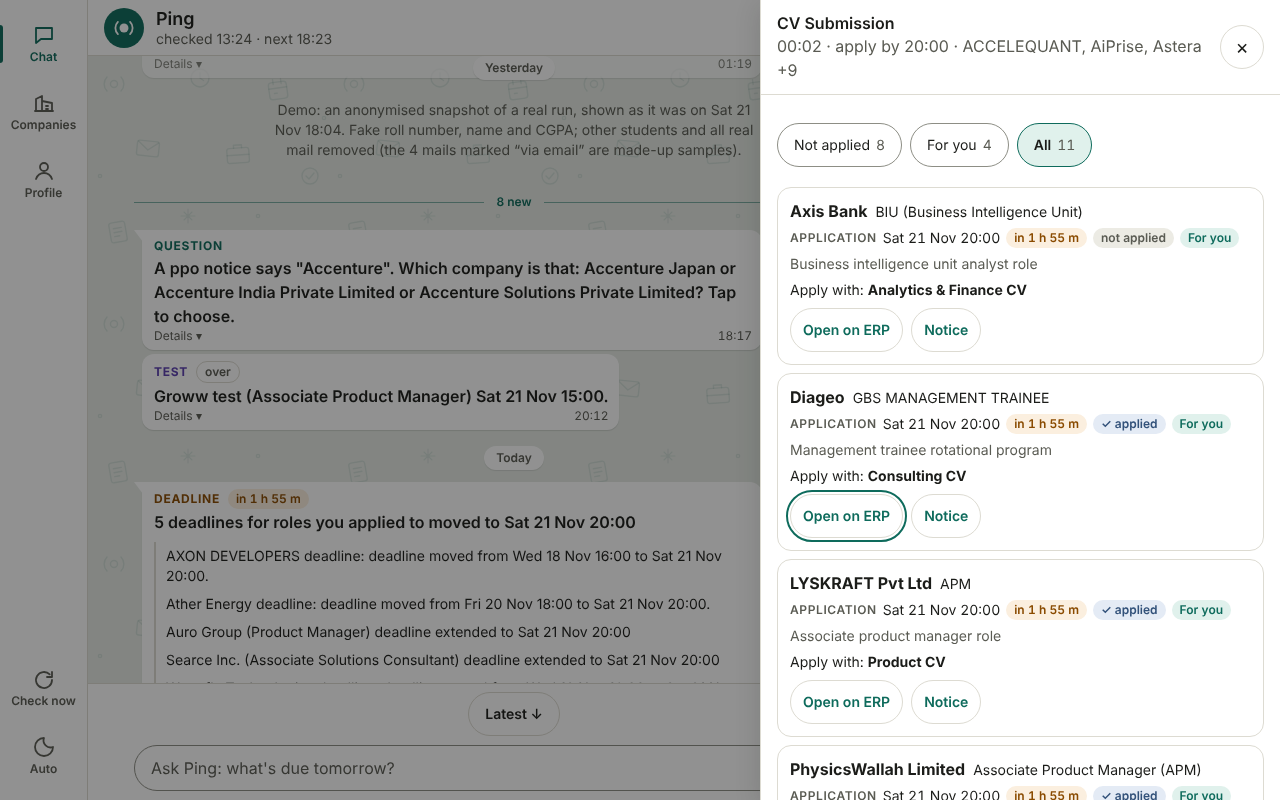 Chat
Companies
Profile
Check now
Auto
Ping
checked 13:24 · next 18:23
Details ▾
01:19
Yesterday
Demo: an anonymised snapshot of a real run, shown as it was on Sat 21
Nov 18:04. Fake roll number, name and CGPA; other students and all real
mail removed (the 4 mails marked “via email” are made-up samples).
8 new
QUESTION
A ppo notice says "Accenture". Which company is that: Accenture Japan or
Accenture India Private Limited or Accenture Solutions Private Limited? Tap
to choose.
Details ▾
18:17
TEST over
Groww test (Associate Product Manager) Sat 21 Nov 15:00.
Details ▾
20:12
Today
DEADLINE in 1 h 55 m
5 deadlines for roles you applied to moved to Sat 21 Nov 20:00
AXON DEVELOPERS deadline: deadline moved from Wed 18 Nov 16:00 to Sat 21 Nov
20:00.
Ather Energy deadline: deadline moved from Fri 20 Nov 18:00 to Sat 21 Nov 20:00.
Auro Group (Product Manager) deadline extended to Sat 21 Nov 20:00
Searce Inc. (Associate Solutions Consultant) deadline extended to Sat 21 Nov 20:00
Latest ↓
Ask Ping: what's due tomorrow?
CV Submission
00:02 · apply by 20:00 · ACCELEQUANT, AiPrise, Astera
+9
×
Not applied 8
For you 4
All 11
Axis Bank BIU (Business Intelligence Unit)
APPLICATION Sat 21 Nov 20:00 in 1 h 55 m not applied For you
Business intelligence unit analyst role
Apply with: Analytics & Finance CV
Open on ERP
Notice
Diageo GBS MANAGEMENT TRAINEE
APPLICATION Sat 21 Nov 20:00 in 1 h 55 m ✓ applied For you
Management trainee rotational program
Apply with: Consulting CV
Open on ERP
Notice
LYSKRAFT Pvt Ltd APM
APPLICATION Sat 21 Nov 20:00 in 1 h 55 m ✓ applied For you
Associate product manager role
Apply with: Product CV
Open on ERP
Notice
PhysicsWallah Limited Associate Product Manager (APM)
APPLICATION Sat 21 Nov 20:00 in 1 h 55 m ✓ applied For you